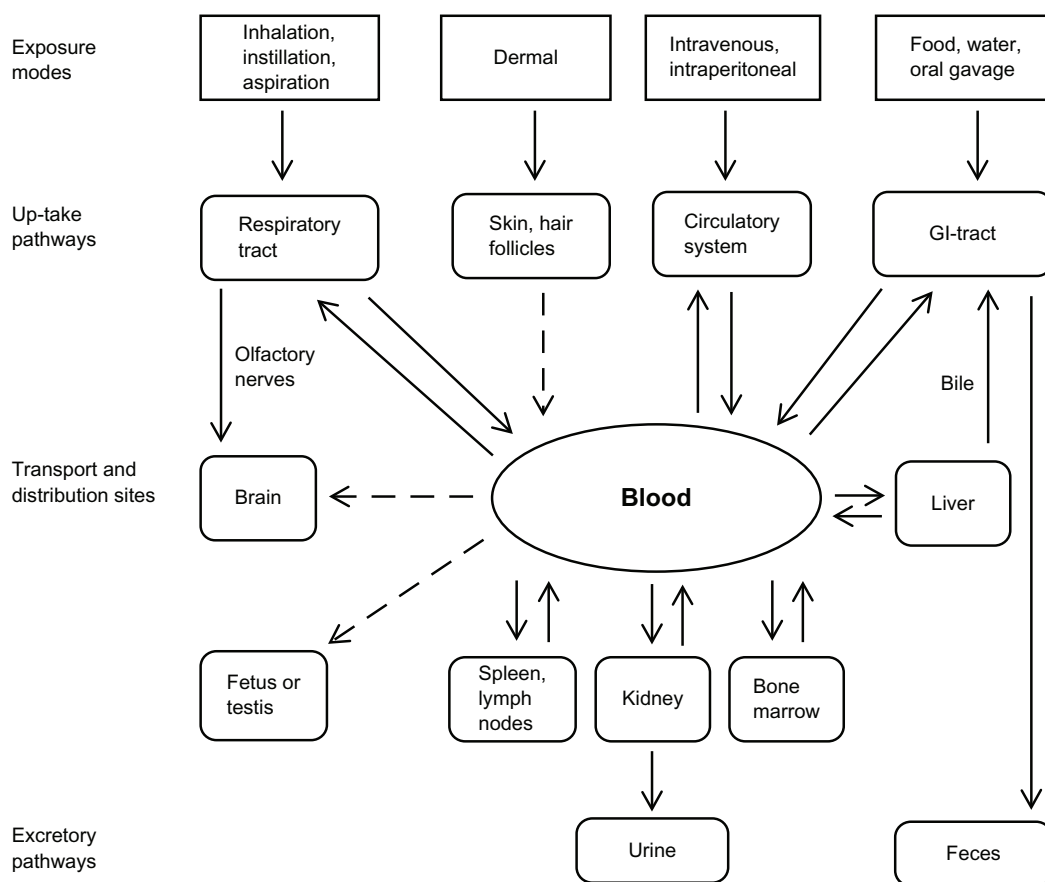 Exposure
modes
Inhalation,
instillation,
aspiration
Dermal
Intravenous,
intraperitoneal
Food, water,
oral gavage
Up-take
pathways
Respiratory
tract
Skin, hair
follicles
Circulatory
system
GI-tract
Olfactory
nerves
Bile
Transport and
distribution sites
Brain
Blood
Liver
Fetus or
testis
Spleen,
lymph
nodes
Kidney
Bone
marrow
Excretory
pathways
Urine
Feces